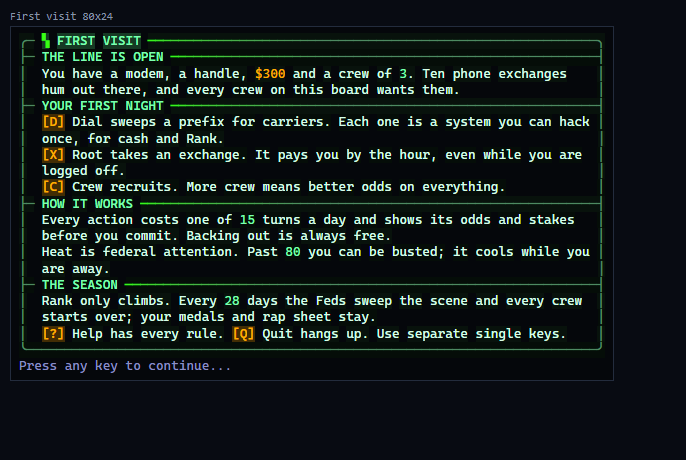 First visit 80x24
FIRST VISIT
THE LINE IS OPEN
You have a modem, a handle, $300 and a crew of 3. Ten phone exchanges
hum out there, and every crew on this board wants them.
YOUR FIRST NIGHT
[D] Dial sweeps a prefix for carriers. Each one is a system you can hack
once, for cash and Rank.
[X] Root takes an exchange. It pays you by the hour, even while you are
logged off.
[C] Crew recruits. More crew means better odds on everything.
HOW IT WORKS
Every action costs one of 15 turns a day and shows its odds and stakes
before you commit. Backing out is always free.
Heat is federal attention. Past 80 you can be busted; it cools while you
are away.
THE SEASON
Rank only climbs. Every 28 days the Feds sweep the scene and every crew
starts over; your medals and rap sheet stay.
[?] Help has every rule. [Q] Quit hangs up. Use separate single keys.
Press any key to continue...